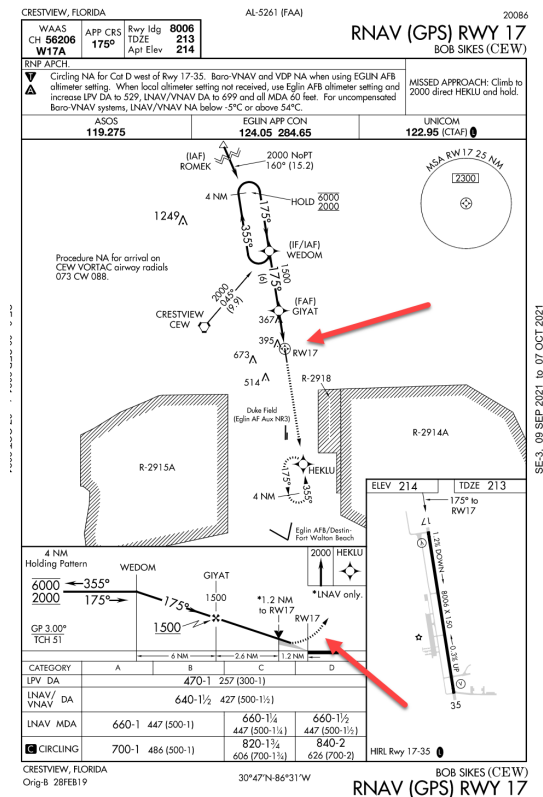 CRESTVIEW, FLORIDA
AL-5261 (FAA)
20086
WAAS
CH 56206
W17A
APP CRS
175°
Rwy Idg 8006
TDZE 213
Apt Elev 214
RNAV (GPS) RWY 17
BOB SIKES (CEW)
RNP APCH.
T
A
Circling NA for Cat D west of Rwy 17-35. Baro-VNAV and VDP NA when using EGLIN AFB
altimeter setting. When local altimeter setting not received, use Eglin AFB altimeter setting and
increase LPV DA to 529, LNAV/VNAV DA to 699 and all MDA 60 feet. For uncompensated
Baro-VNAV systems, LNAV/VNAV NA below -5°C or above 54°C.
MISSED APPROACH: Climb to
2000 direct HEKLU and hold.
ASOS
119.275
EGLIN APP CON
124.05 284.65
UNICOM
122.95 (CTAF) L
(IAF)
ROMEK
2000 NoPT
160° (15.2)
MSA RW17 25 NM
2300
4 NM
HOLD 6000
2000
175°
355°
1249
(IF/IAF)
WEDOM
Procedure NA for arrival on
CEW VORTAC airway radials
073 CW 088.
1500
175°
(6)
2000
045°
(9.9)
CRESTVIEW
CEW
(FAF)
GIYAT
367
395
RW17
673
514
R-2918
Duke Field
(Eglin AF Aux NR3)
R-2914A
R-2915A
HEKLU
175°
355°
4 NM
Eglin AFB/Destin-
Fort Walton Beach
SE-3, 09 SEP 2021 to 07 OCT 2021
ELEV 214
TDZE 213
175° to
RW17
17
1.2% DOWN
8006 X 150
0.3% UP
35
HIRL Rwy 17-35 L
4 NM
Holding Pattern
WEDOM
GIYAT
1500
2000
HEKLU
*LNAV only.
6000
2000
355°
175°
175°
1500
*1.2 NM
to RW17
RW17
GP 3.00°
TCH 51
6 NM
2.6 NM
1.2 NM
CATEGORY A B C D
LPV DA 470-1 257 (300-1)
LNAV/
VNAV DA 640-1½ 427 (500-1½)
LNAV MDA 660-1 447 (500-1) 660-1¼
447 (500-1¼) 660-1½
447 (500-1½)
C CIRCLING 700-1 486 (500-1) 820-1¾
606 (700-1¾) 840-2
626 (700-2)
CRESTVIEW, FLORIDA
Orig-B 28FEB19
30°47'N-86°31'W
BOB SIKES (CEW)
RNAV (GPS) RWY 17